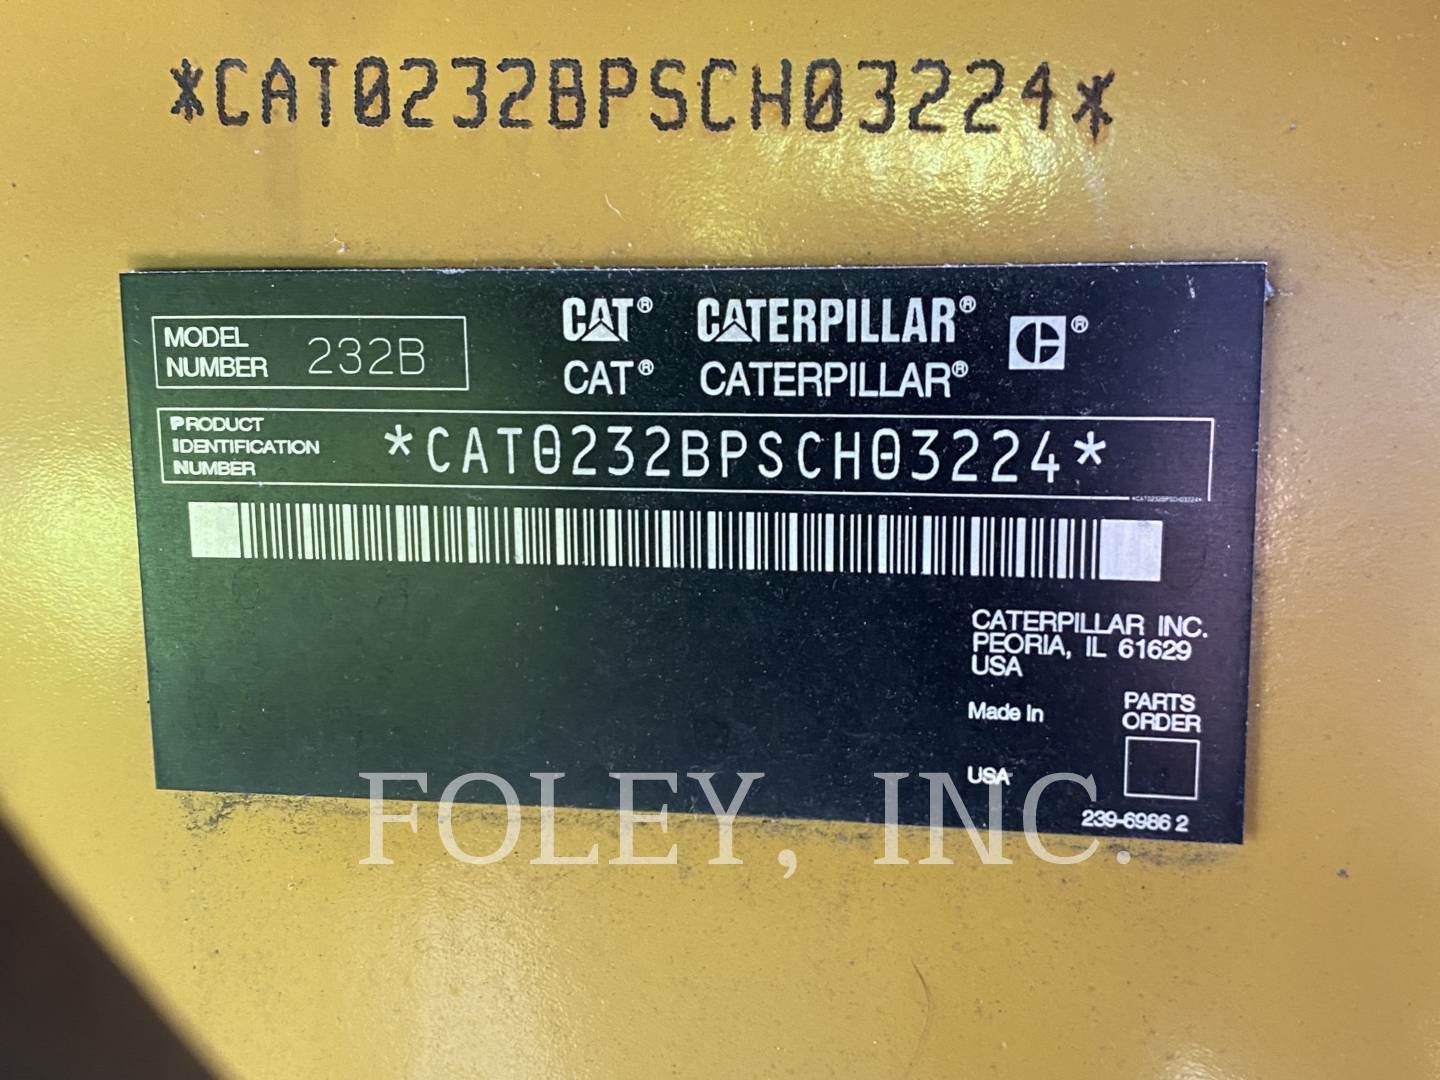 *CAT0232BPSCH03224*
CAT® CATERPILLAR®
CAT® CATERPILLAR® ®
MODEL
NUMBER 232B
PRODUCT
IDENTIFICATION
NUMBER
*CAT0232BPSCH03224*
*CAT0232BPSCH03224*
CATERPILLAR INC.
PEORIA, IL 61629
USA
Made In
USA
PARTS
ORDER
239-6986 2
FOLEY, INC.